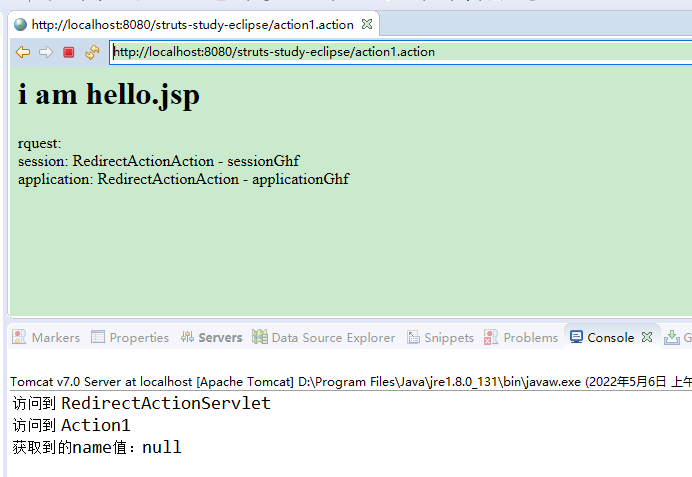 http://localhost:8080/struts-study-eclipse/action1.action
http://localhost:8080/struts-study-eclipse/action1.action
i am hello.jsp
rquest:
session: RedirectActionAction - sessionGhf
application: RedirectActionAction - applicationGhf
Markers Properties Servers Data Source Explorer Snippets Problems Console
Tomcat v7.0 Server at localhost [Apache Tomcat] D:\Program Files\Java\jre1.8.0_131\bin\javaw.exe (2022年5月6日 上午
访问到 RedirectActionServlet
访问到 Action1
获取到的name值：null